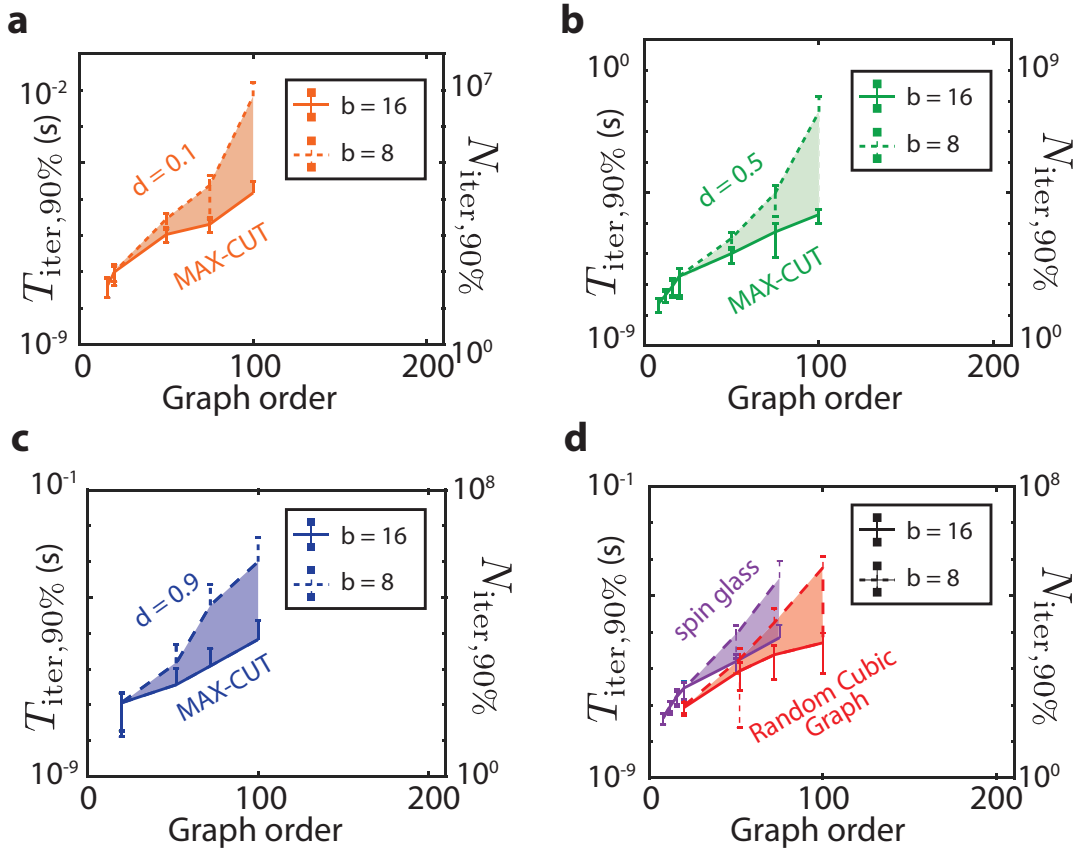 a
10^-2
10^-9
T_iter,90% (s)
10^7
10^0
N_iter,90%
b = 16
b = 8
d = 0.1
MAX-CUT
0
100
200
Graph order
b
10^0
10^-9
T_iter,90% (s)
10^9
10^0
N_iter,90%
b = 16
b = 8
d = 0.5
MAX-CUT
0
100
200
Graph order
c
10^-1
10^-9
T_iter,90% (s)
10^8
10^0
N_iter,90%
b = 16
b = 8
d = 0.9
MAX-CUT
0
100
200
Graph order
d
10^-1
10^-9
T_iter,90% (s)
10^8
10^0
N_iter,90%
b = 16
b = 8
spin glass
Random Cubic
Graph
0
100
200
Graph order